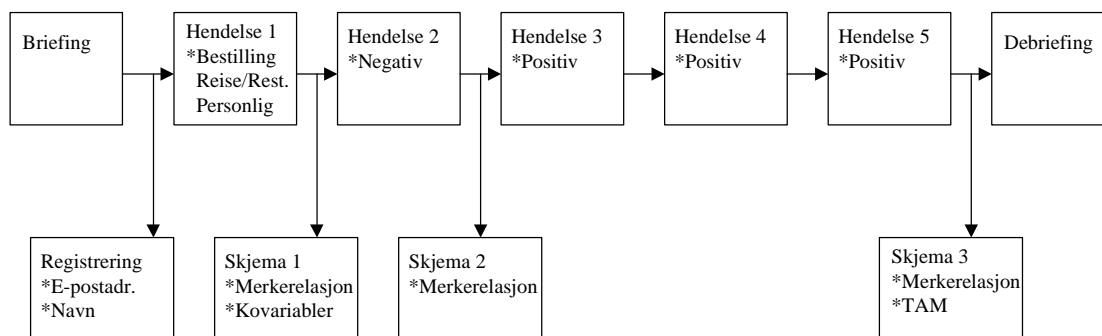 Briefing
Hendelse 1
*Bestilling
Reise/Rest.
Personlig
Hendelse 2
*Negativ
Hendelse 3
*Positiv
Hendelse 4
*Positiv
Hendelse 5
*Positiv
Debriefing
Registrering
*E-postadr.
*Navn
Skjema 1
*Merkerelasjon
*Kovariabler
Skjema 2
*Merkerelasjon
Skjema 3
*Merkerelasjon
*TAM